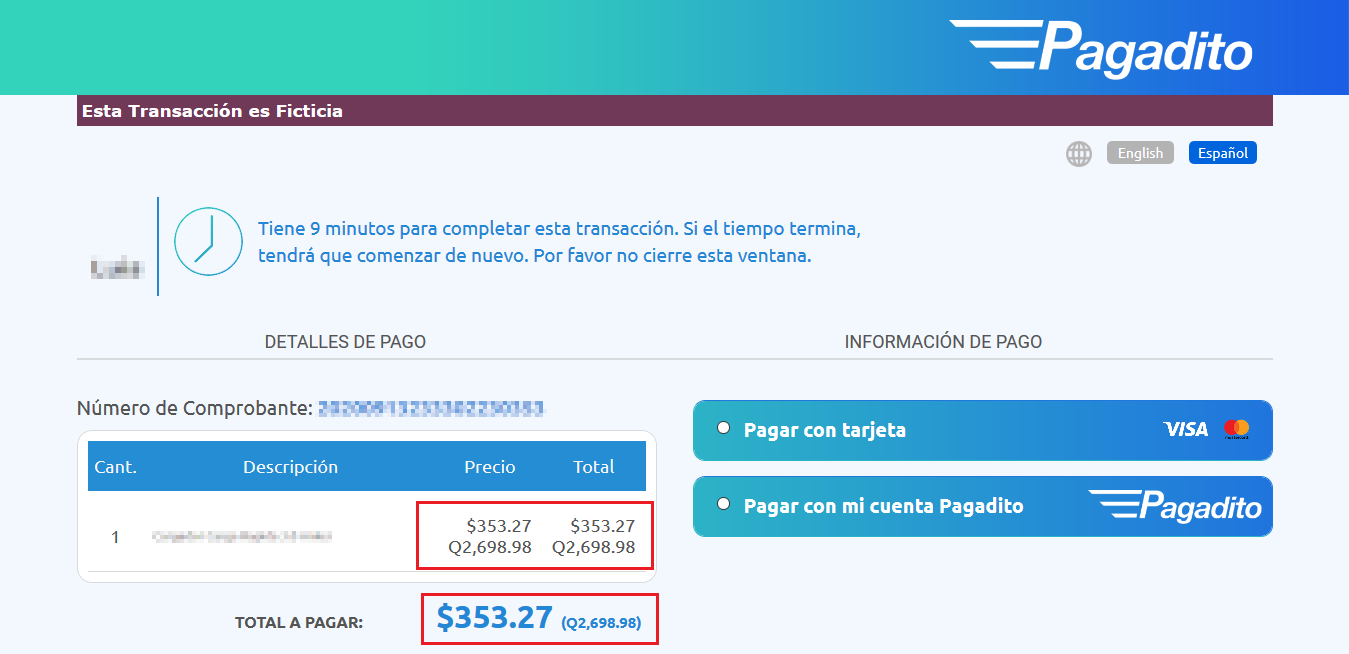 Pagadito
Esta Transacción es Ficticia
English Español
Tiene 9 minutos para completar esta transacción. Si el tiempo termina,
tendrá que comenzar de nuevo. Por favor no cierre esta ventana.
DETALLES DE PAGO
INFORMACIÓN DE PAGO
Número de Comprobante:
Cant. Descripción Precio Total
1 $353.27 $353.27
Q2,698.98 Q2,698.98
TOTAL A PAGAR: $353.27 (Q2,698.98)
Pagar con tarjeta VISA
Pagar con mi cuenta Pagadito Pagadito